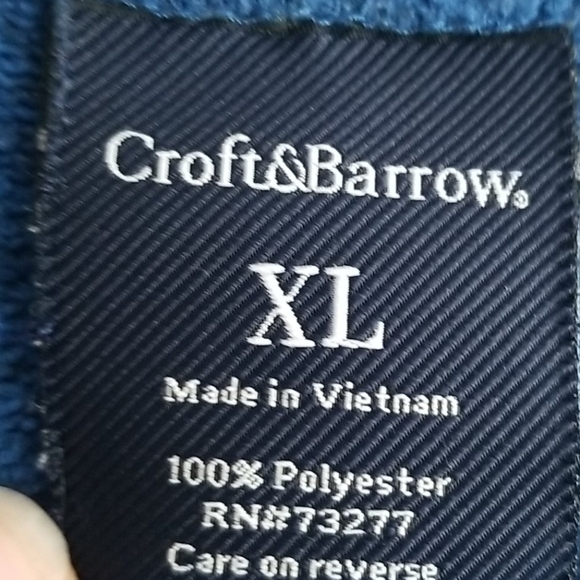 Croft&Barrow®
XL
Made in Vietnam
100% Polyester
RN#73277
Care on reverse